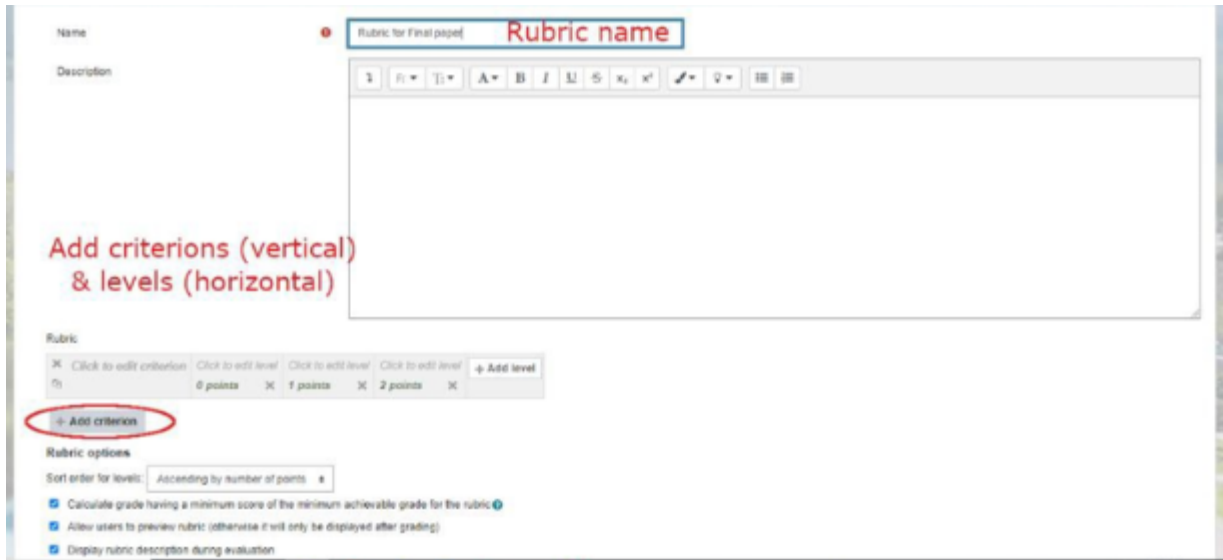 Name
Rubric for Final paper
Rubric name
Description
A B I U S x₂ x²
Add criterions (vertical)
& levels (horizontal)
Rubric
Click to edit criterion Click to edit level Click to edit level Click to edit level + Add level
0 points 1 points 2 points
+ Add criterion
Rubric options
Sort order for levels: Ascending by number of points
Calculate grade having a minimum score of the minimum achievable grade for the rubric
Allow users to preview rubric (otherwise it will only be displayed after grading)
Display rubric description during evaluation